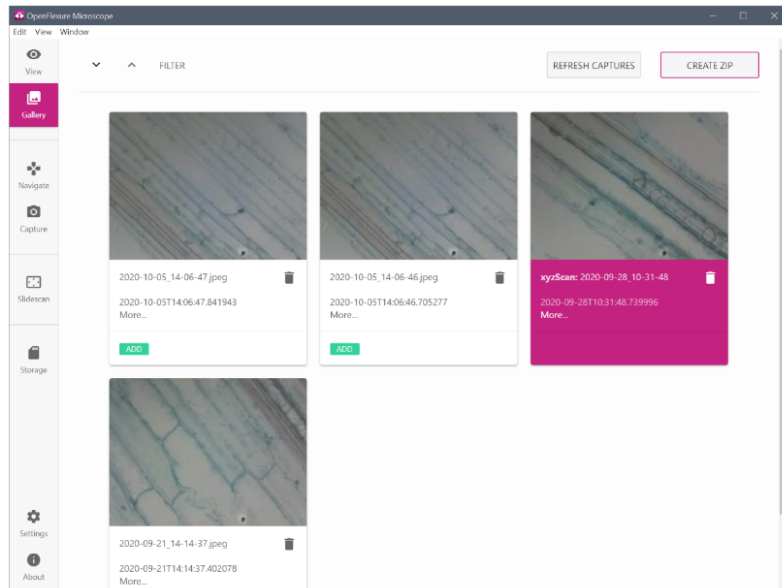 OpenFlexure Microscope
Edit View Window
View
Gallery
Navigate
Capture
Slidescan
Storage
Settings
About
FILTER
REFRESH CAPTURES
CREATE ZIP
2020-10-05_14-06-47.jpeg
2020-10-05T14:06:47.841943
More...
ADD
2020-10-05_14-06-46.jpeg
2020-10-05T14:06:46.705277
More...
ADD
xyzScan: 2020-09-28_10-31-48
2020-09-28T10:31:48.739996
More...
2020-09-21_14-14-37.jpeg
2020-09-21T14:14:37.402078
More...